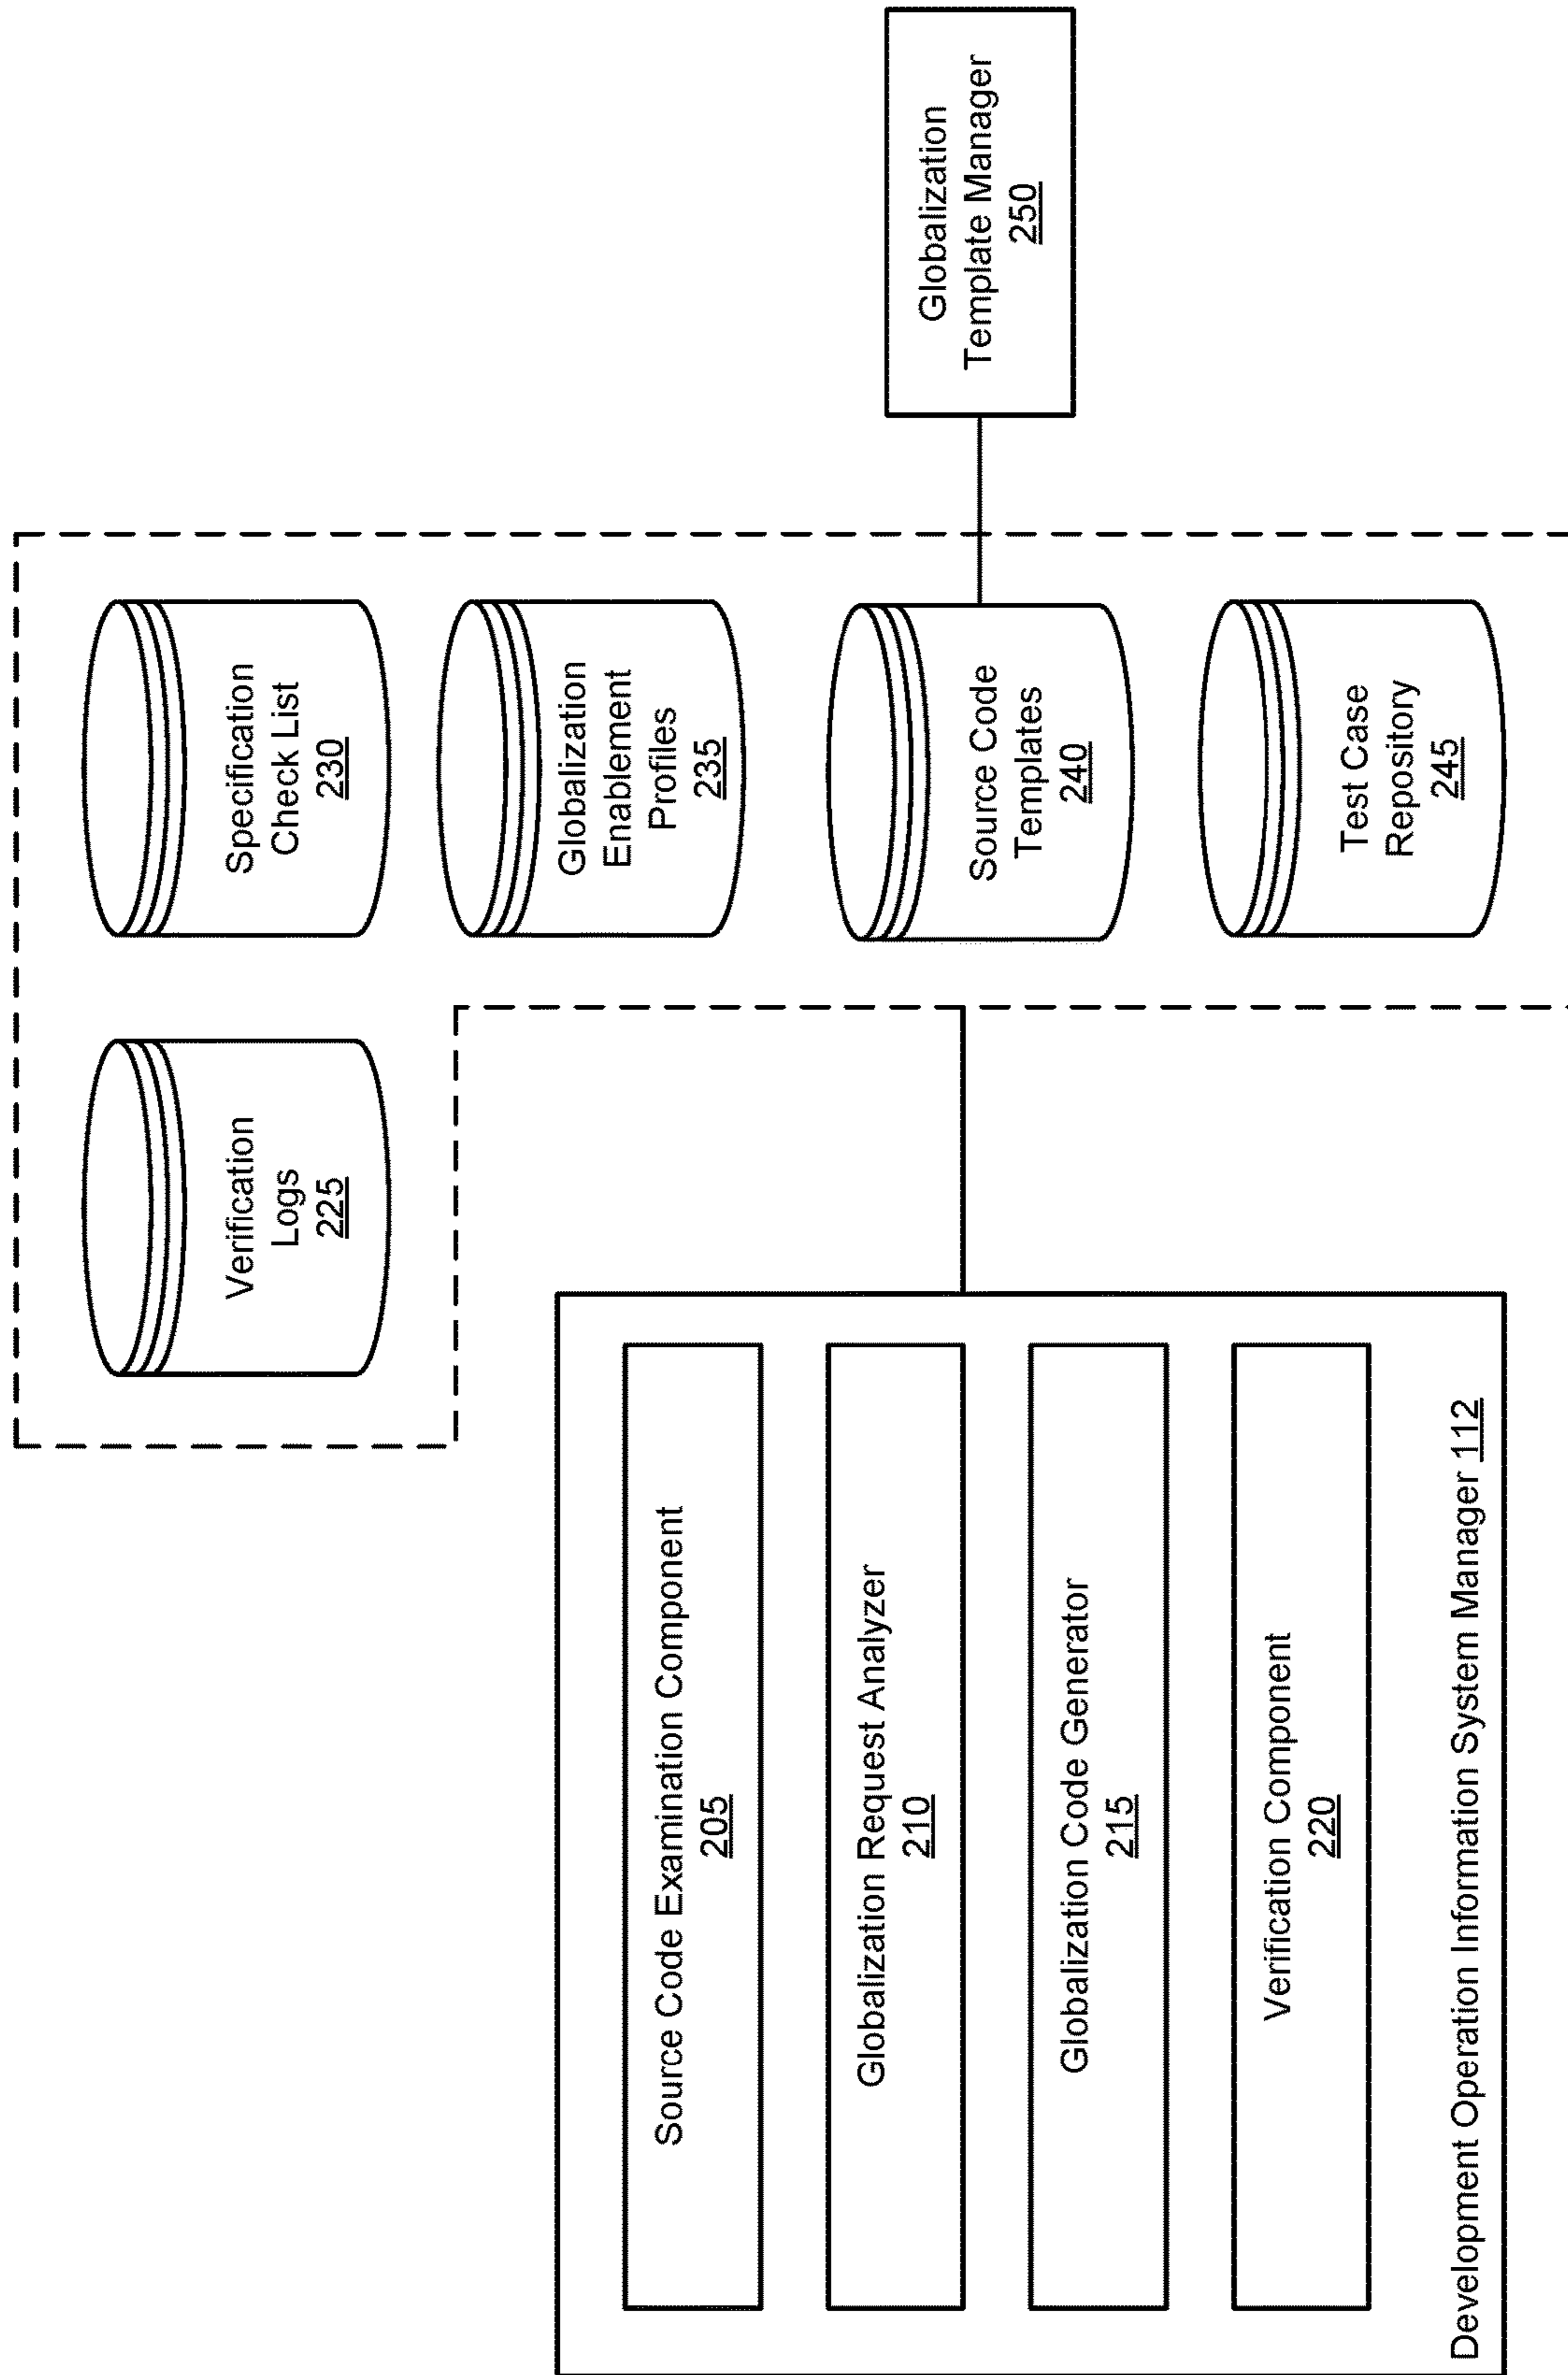 Verification
Logs
225
Specification
Check List
230
Globalization
Enablement
Profiles
235
Source Code
Templates
240
Test Case
Repository
245
Globalization
Template Manager
250
Source Code Examination Component
205
Globalization Request Analyzer
210
Globalization Code Generator
215
Verification Component
220
Development Operation Information System Manager 112